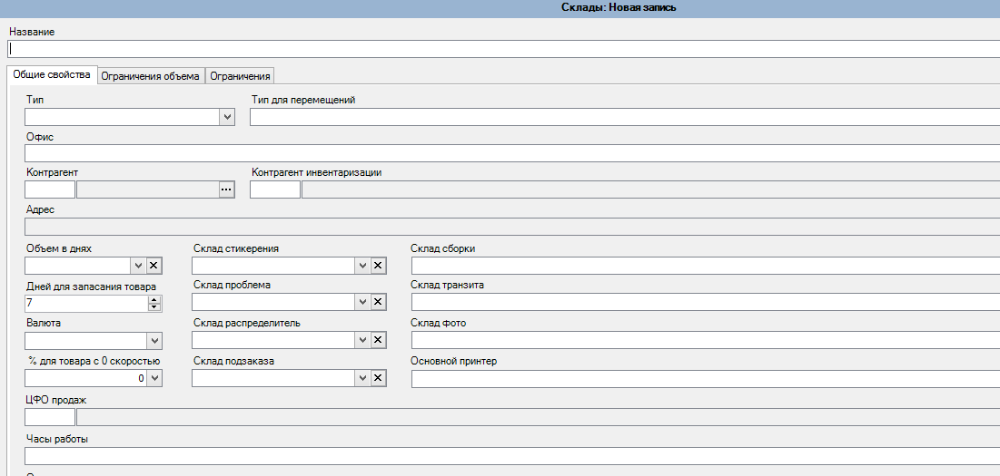 Склады: Новая запись
Название
Общие свойства Ограничения объема Ограничения
Тип Тип для перемещений
Офис
Контрагент Контрагент инвентаризации
...
Адрес
Объем в днях Склад стикерения Склад сборки
Дней для запасания товара Склад проблема Склад транзита
7
Валюта Склад распределитель Склад фото
% для товара с 0 скоростью Склад подзаказа Основной принтер
0
ЦФО продаж
Часы работы